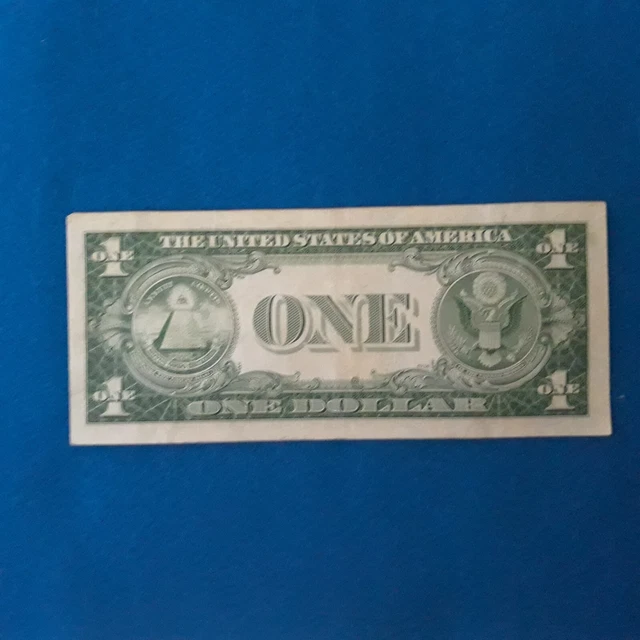 THE UNITED STATES OF AMERICA
1 ONE
1 ONE
ONE
1 ONE
1 ONE
ONE DOLLAR